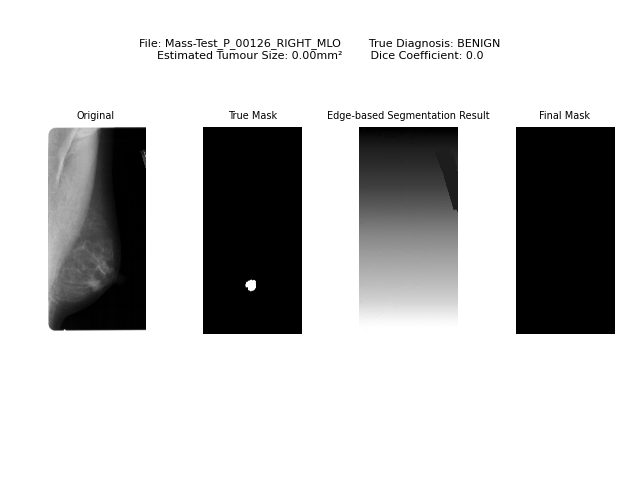 File: Mass-Test_P_00126_RIGHT_MLO True Diagnosis: BENIGN
Estimated Tumour Size: 0.00mm² Dice Coefficient: 0.0
Original True Mask Edge-based Segmentation Result Final Mask